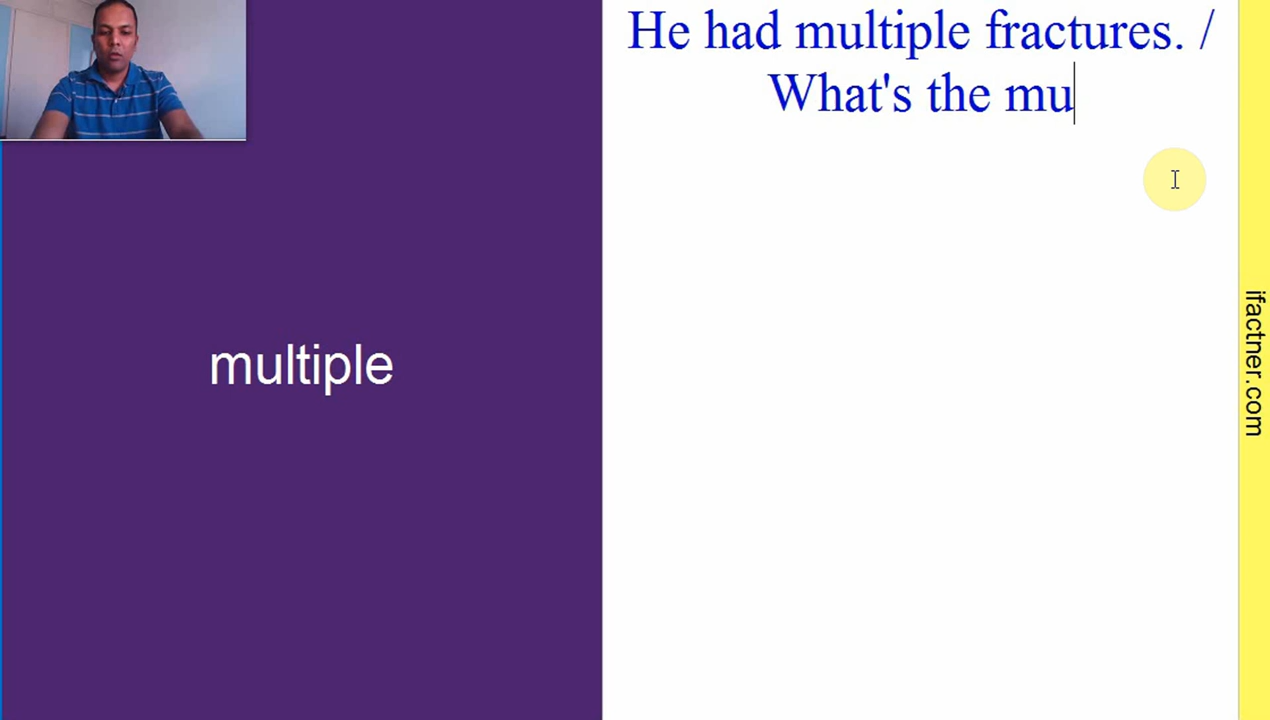 He had multiple fractures. /
What's the mu
multiple
ifactner.com